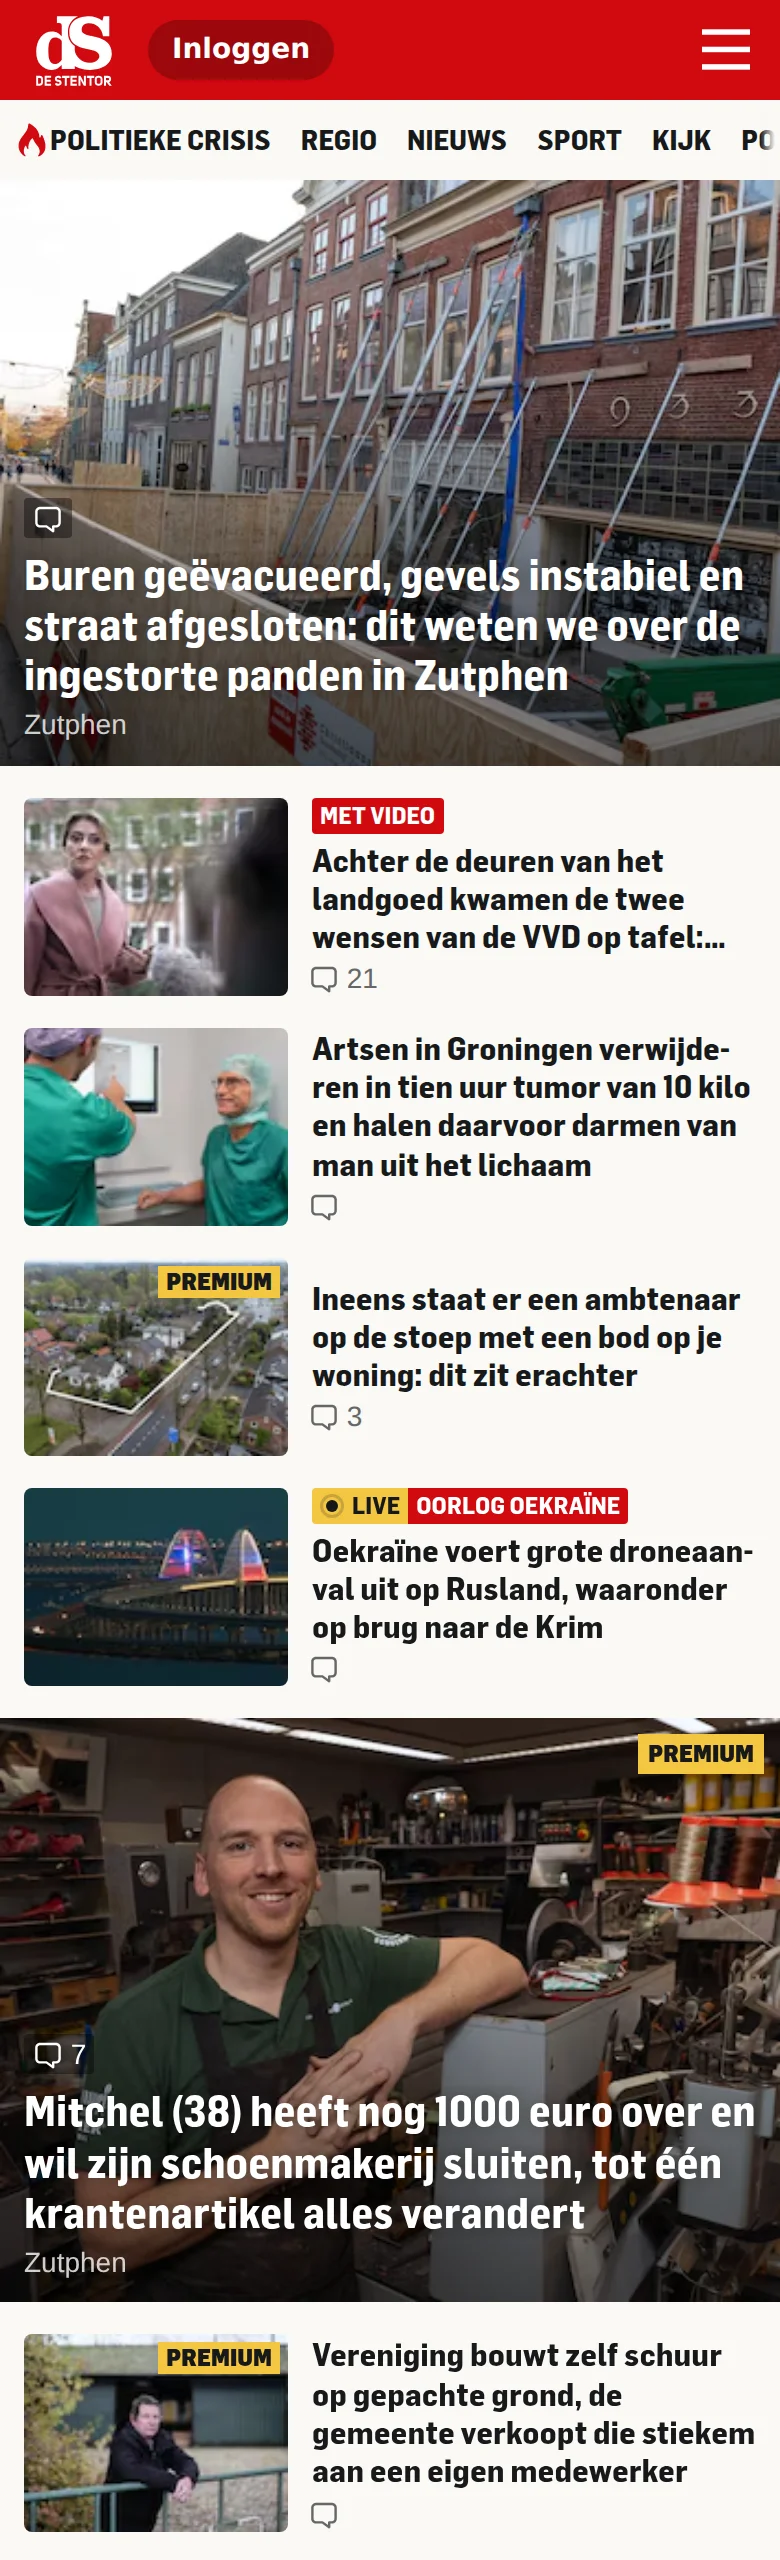 dS
DE STENTOR
Inloggen
POLITIEKE CRISIS REGIO NIEUWS SPORT KIJK PO
1933
Buren geëvacueerd, gevels instabiel en
straat afgesloten: dit weten we over de
ingestorte panden in Zutphen
Zutphen
MET VIDEO
Achter de deuren van het
landgoed kwamen de twee
wensen van de VVD op tafel:...
21
Artsen in Groningen verwijde-
ren in tien uur tumor van 10 kilo
en halen daarvoor darmen van
man uit het lichaam
PREMIUM
Ineens staat er een ambtenaar
op de stoep met een bod op je
woning: dit zit erachter
3
LIVE OORLOG OEKRAÏNE
Oekraïne voert grote droneaan-
val uit op Rusland, waaronder
op brug naar de Krim
PREMIUM
7
Mitchel (38) heeft nog 1000 euro over en
wil zijn schoenmakerij sluiten, tot één
krantenartikel alles verandert
Zutphen
PREMIUM
Vereniging bouwt zelf schuur
op gepachte grond, de
gemeente verkoopt die stiekem
aan een eigen medewerker